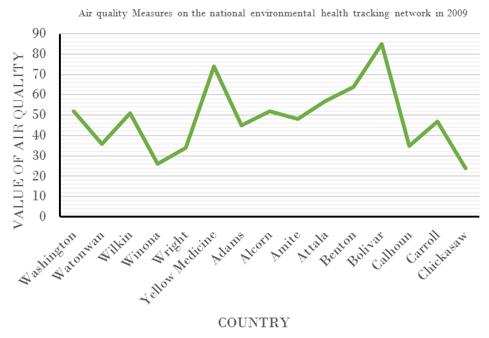 Air quality Measures on the national environmental health tracking network in 2009
VALUE OF AIR QUALITY
90
80
70
60
50
40
30
20
10
0
Washington
Watonwan
Wilkin
Winona
Wright
Yellow Medicine
Adams
Alcorn
Amite
Attala
Benton
Bolivar
Calhoun
Carroll
Chickasaw
COUNTRY